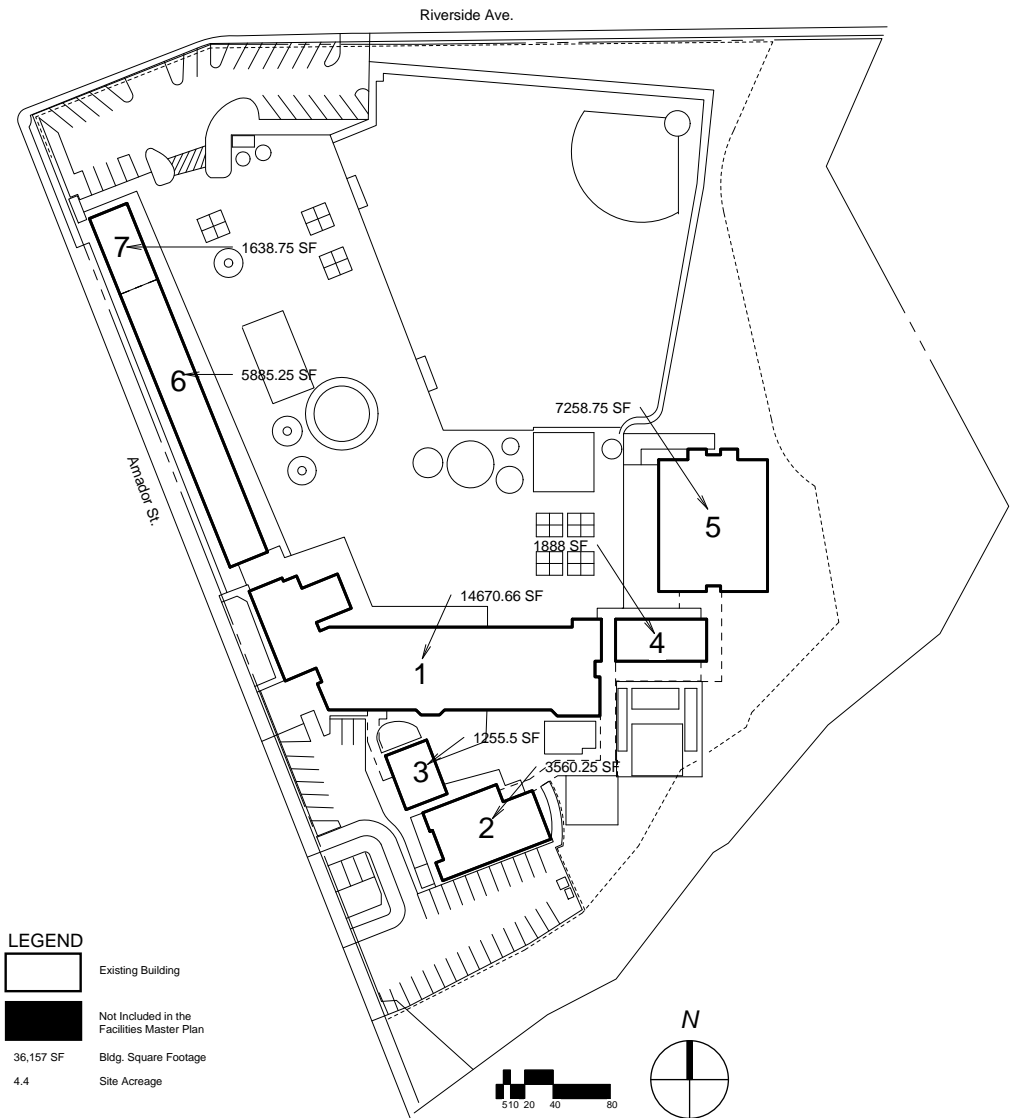 Riverside Ave.
7
1638.75 SF
6
5885.25 SF
7258.75 SF
Amador St.
5
1888 SF
14670.66 SF
4
1
1255.5 SF
3
3560.25 SF
2
LEGEND
Existing Building
Not Included in the
Facilities Master Plan
36,157 SF Bldg. Square Footage
4.4 Site Acreage
N
5 10 20 40 80